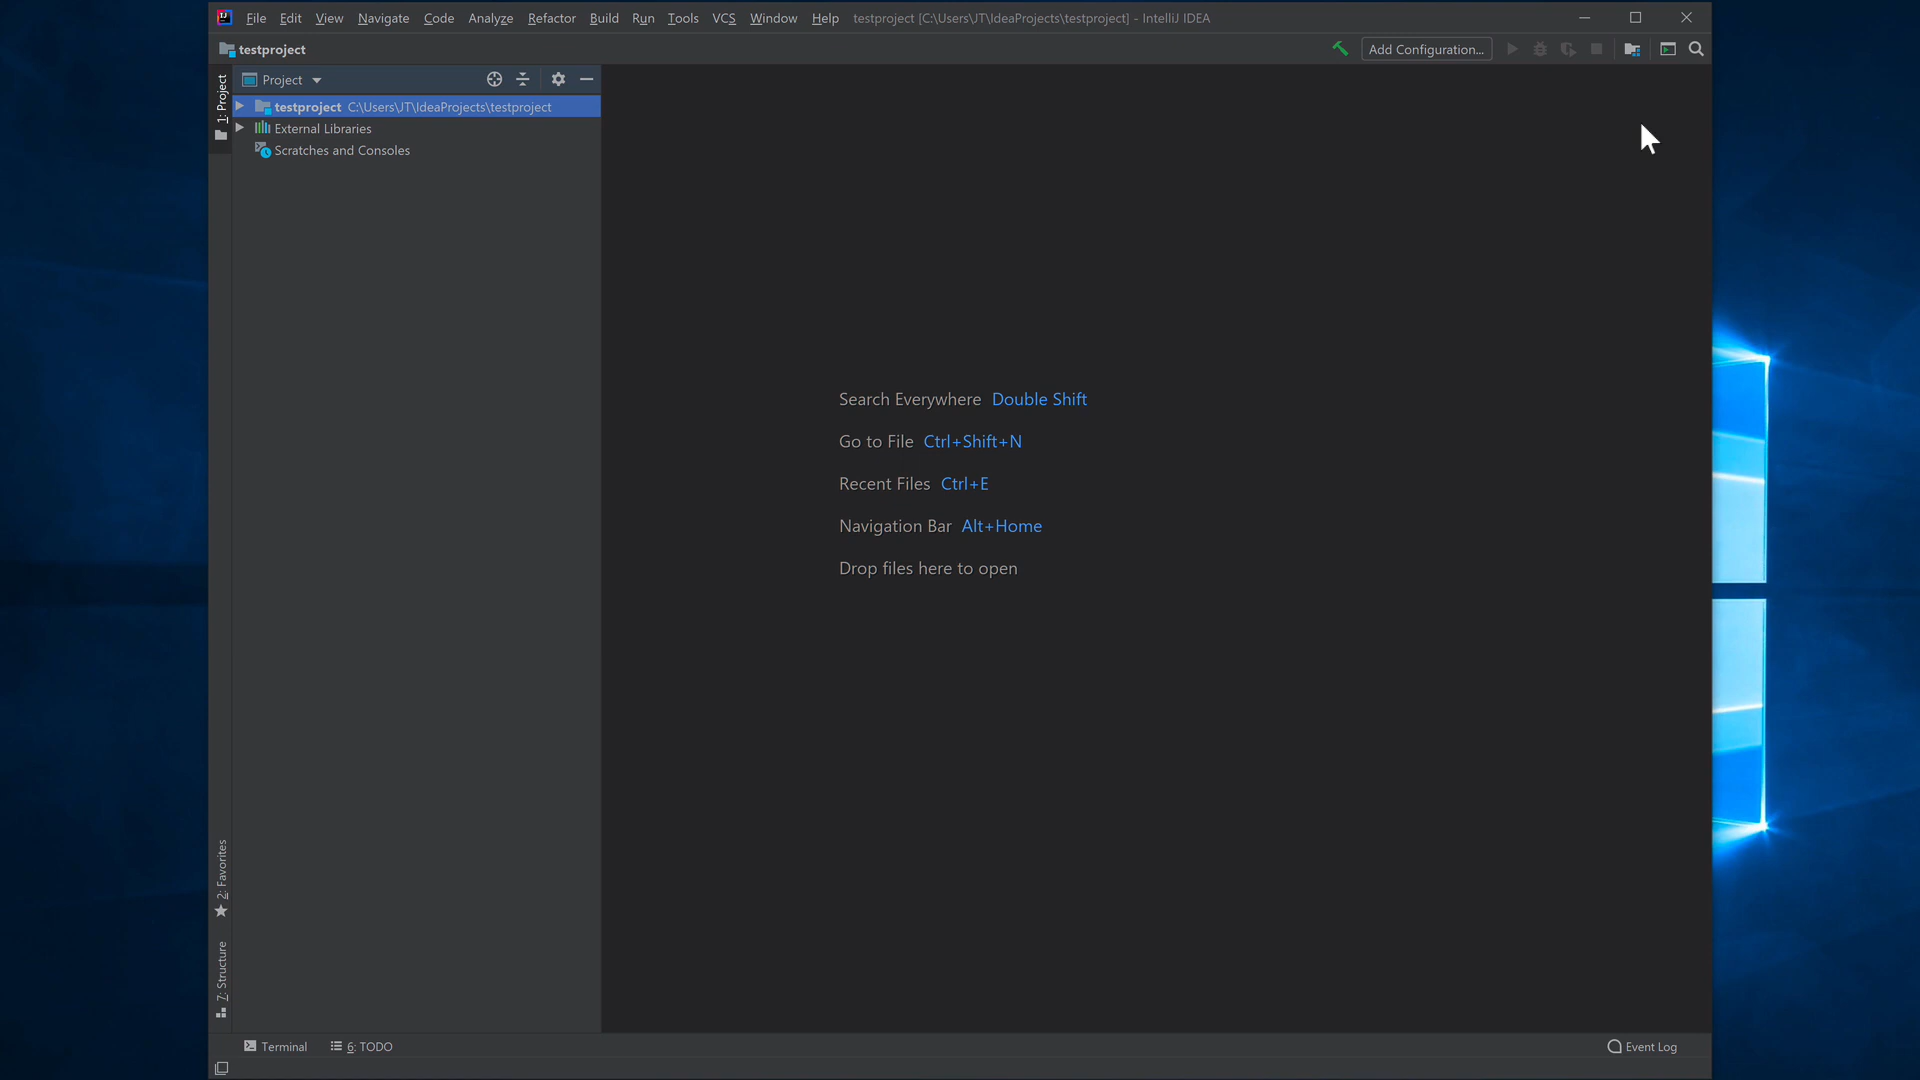 File Edit View Navigate Code Analyze Refactor Build Run Tools VCS Window Help testproject [C:\Users\JT\IdeaProjects\testproject] - IntelliJ IDEA
testproject Add Configuration...
1: Project
Project
testproject C:\Users\JT\IdeaProjects\testproject
External Libraries
Scratches and Consoles
Search Everywhere Double Shift
Go to File Ctrl+Shift+N
Recent Files Ctrl+E
Navigation Bar Alt+Home
Drop files here to open
2: Favorites
7: Structure
Terminal 6: TODO Event Log